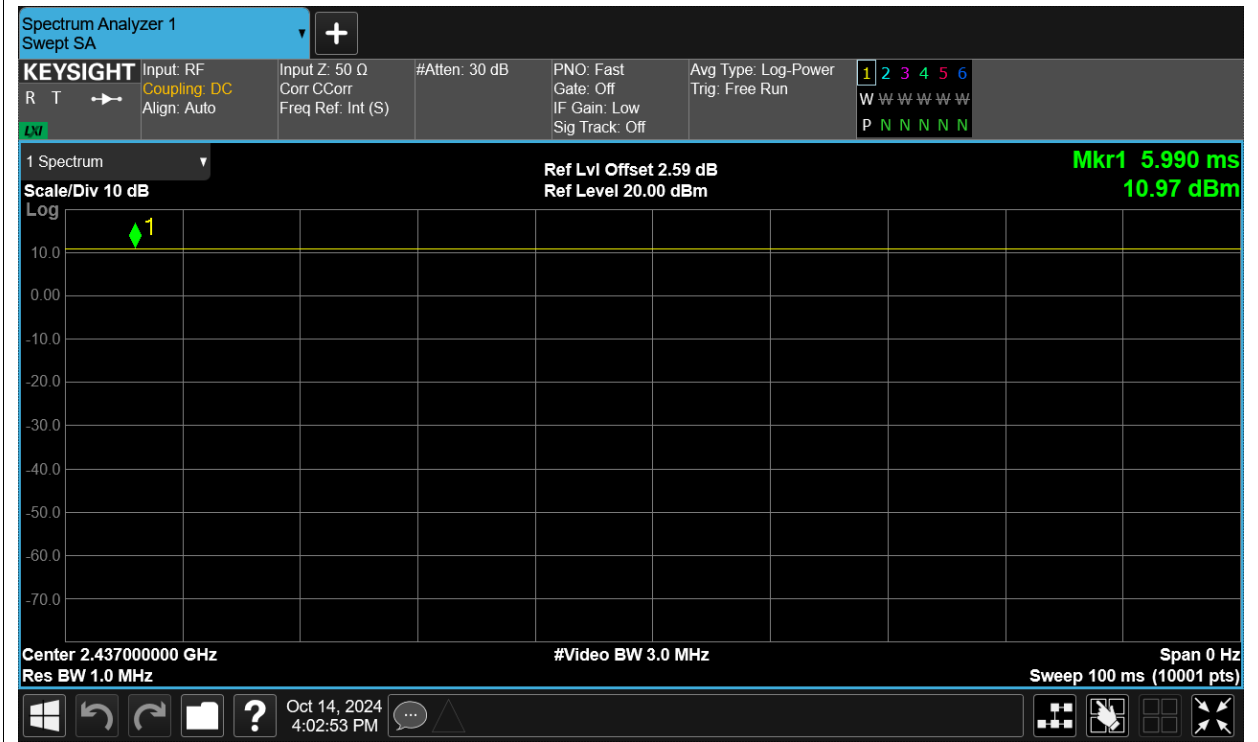 Spectrum Analyzer 1
Swept SA
KEYSIGHT
R T
LXI
Input: RF
Coupling: DC
Align: Auto
Input Z: 50 Ω
Corr CCorr
Freq Ref: Int (S)
#Atten: 30 dB
PNO: Fast
Gate: Off
IF Gain: Low
Sig Track: Off
Avg Type: Log-Power
Trig: Free Run
1 2 3 4 5 6
W W W W W W
P N N N N N
1 Spectrum
Scale/Div 10 dB
Log
Ref Lvl Offset 2.59 dB
Ref Level 20.00 dBm
Mkr1 5.990 ms
10.97 dBm
1
10.0
0.00
-10.0
-20.0
-30.0
-40.0
-50.0
-60.0
-70.0
Center 2.437000000 GHz
Res BW 1.0 MHz
#Video BW 3.0 MHz
Span 0 Hz
Sweep 100 ms (10001 pts)
?
Oct 14, 2024
4:02:53 PM